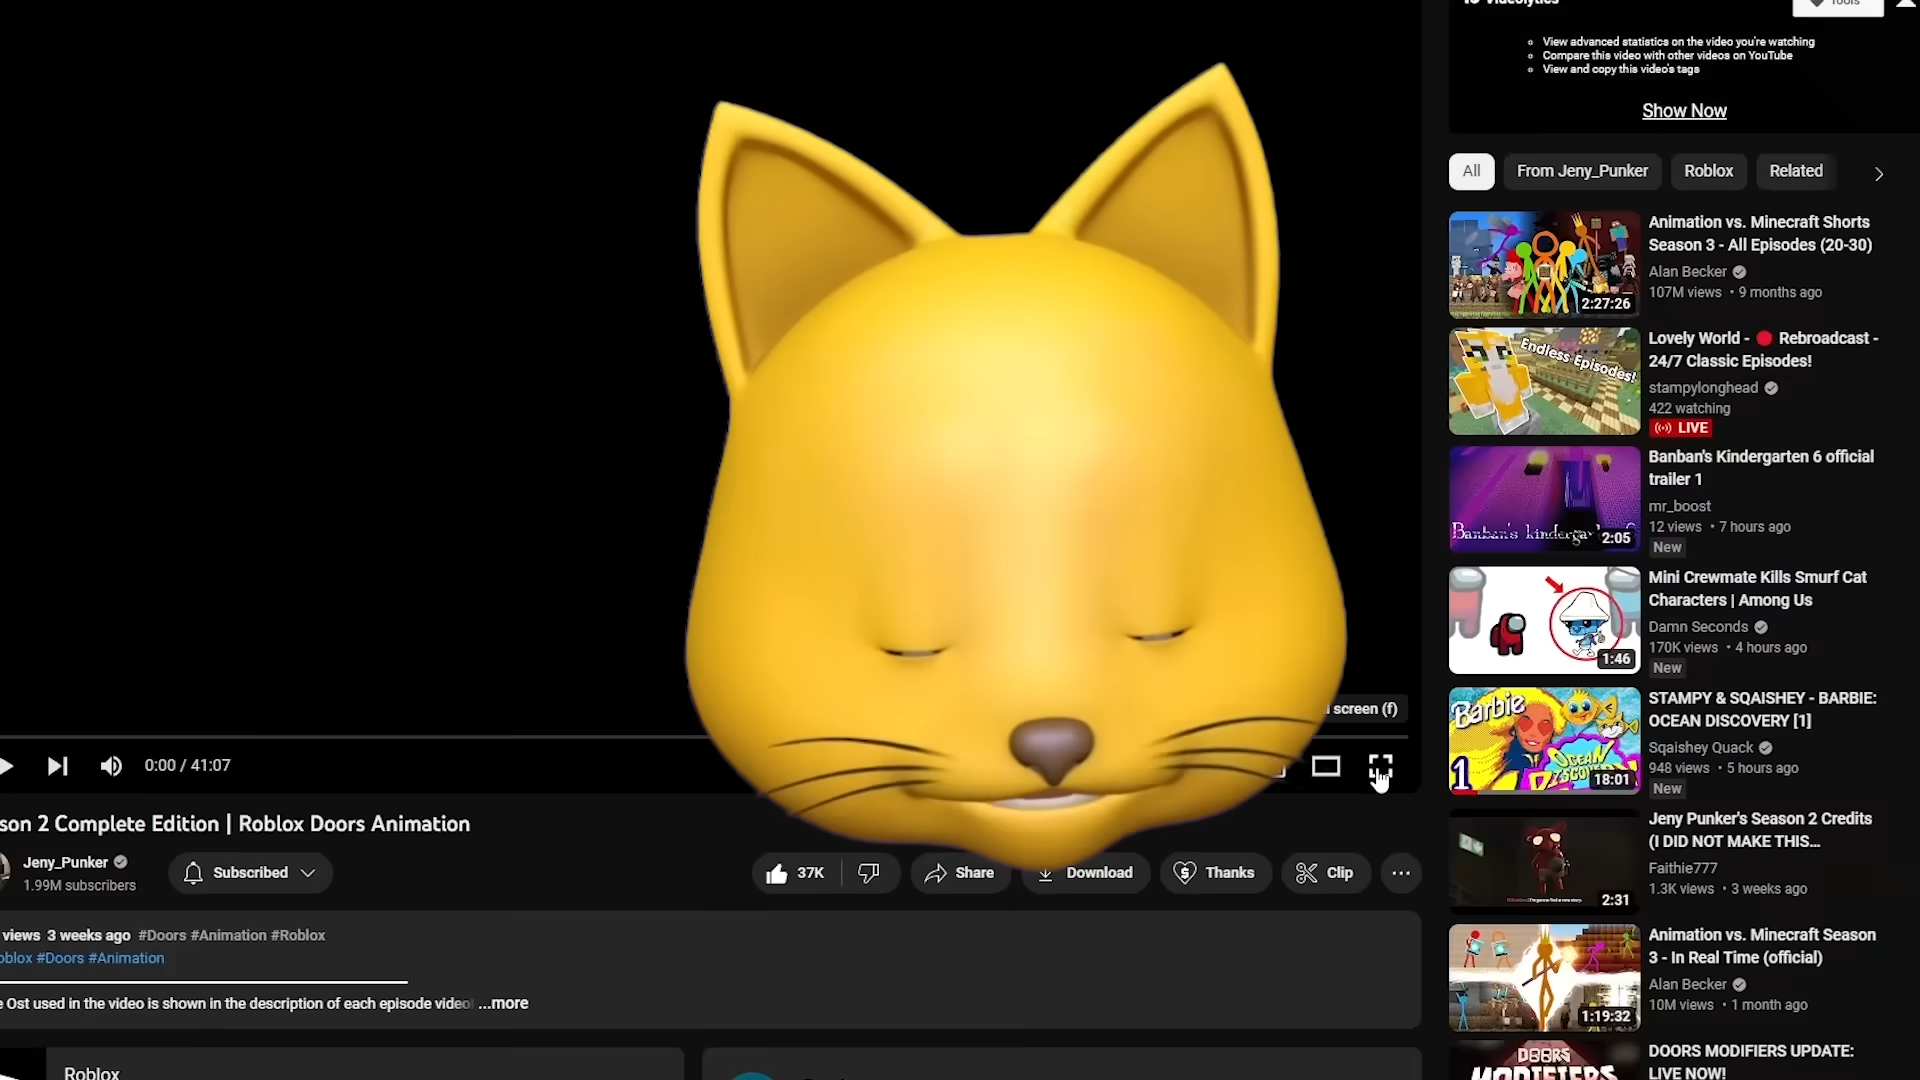 Videolytics
Tools
View advanced statistics on the video you're watching
Compare this video with other videos on YouTube
View and copy this video's tags
Show Now
All
From Jeny_Punker
Roblox
Related
Animation vs. Minecraft Shorts
Season 3 - All Episodes (20-30)
Alan Becker
107M views • 9 months ago
2:27:26
Endless Episodes!
Lovely World - 🔴 Rebroadcast -
24/7 Classic Episodes!
stampylonghead
422 watching
LIVE
Banban's Kindergarten 6 official
trailer 1
mr_boost
12 views • 7 hours ago
New
2:05
Mini Crewmate Kills Smurf Cat
Characters | Among Us
Damn Seconds
170K views • 4 hours ago
New
1:46
Barbie
OCEAN
1
18:01
STAMPY & SQAISHEY - BARBIE:
OCEAN DISCOVERY [1]
Sqaishey Quack
948 views • 5 hours ago
New
Jeny Punker's Season 2 Credits
(I DID NOT MAKE THIS...
Faithie777
1.3K views • 3 weeks ago
2:31
Animation vs. Minecraft Season
3 - In Real Time (official)
Alan Becker
10M views • 1 month ago
1:19:32
DOORS
MODIFIERS
DOORS MODIFIERS UPDATE:
LIVE NOW!
screen (f)
0:00 / 41:07
son 2 Complete Edition | Roblox Doors Animation
Jeny_Punker
1.99M subscribers
Subscribed
37K
Share
Download
Thanks
Clip
views 3 weeks ago #Doors #Animation #Roblox
oblox #Doors #Animation
e Ost used in the video is shown in the description of each episode video ...more
Roblox